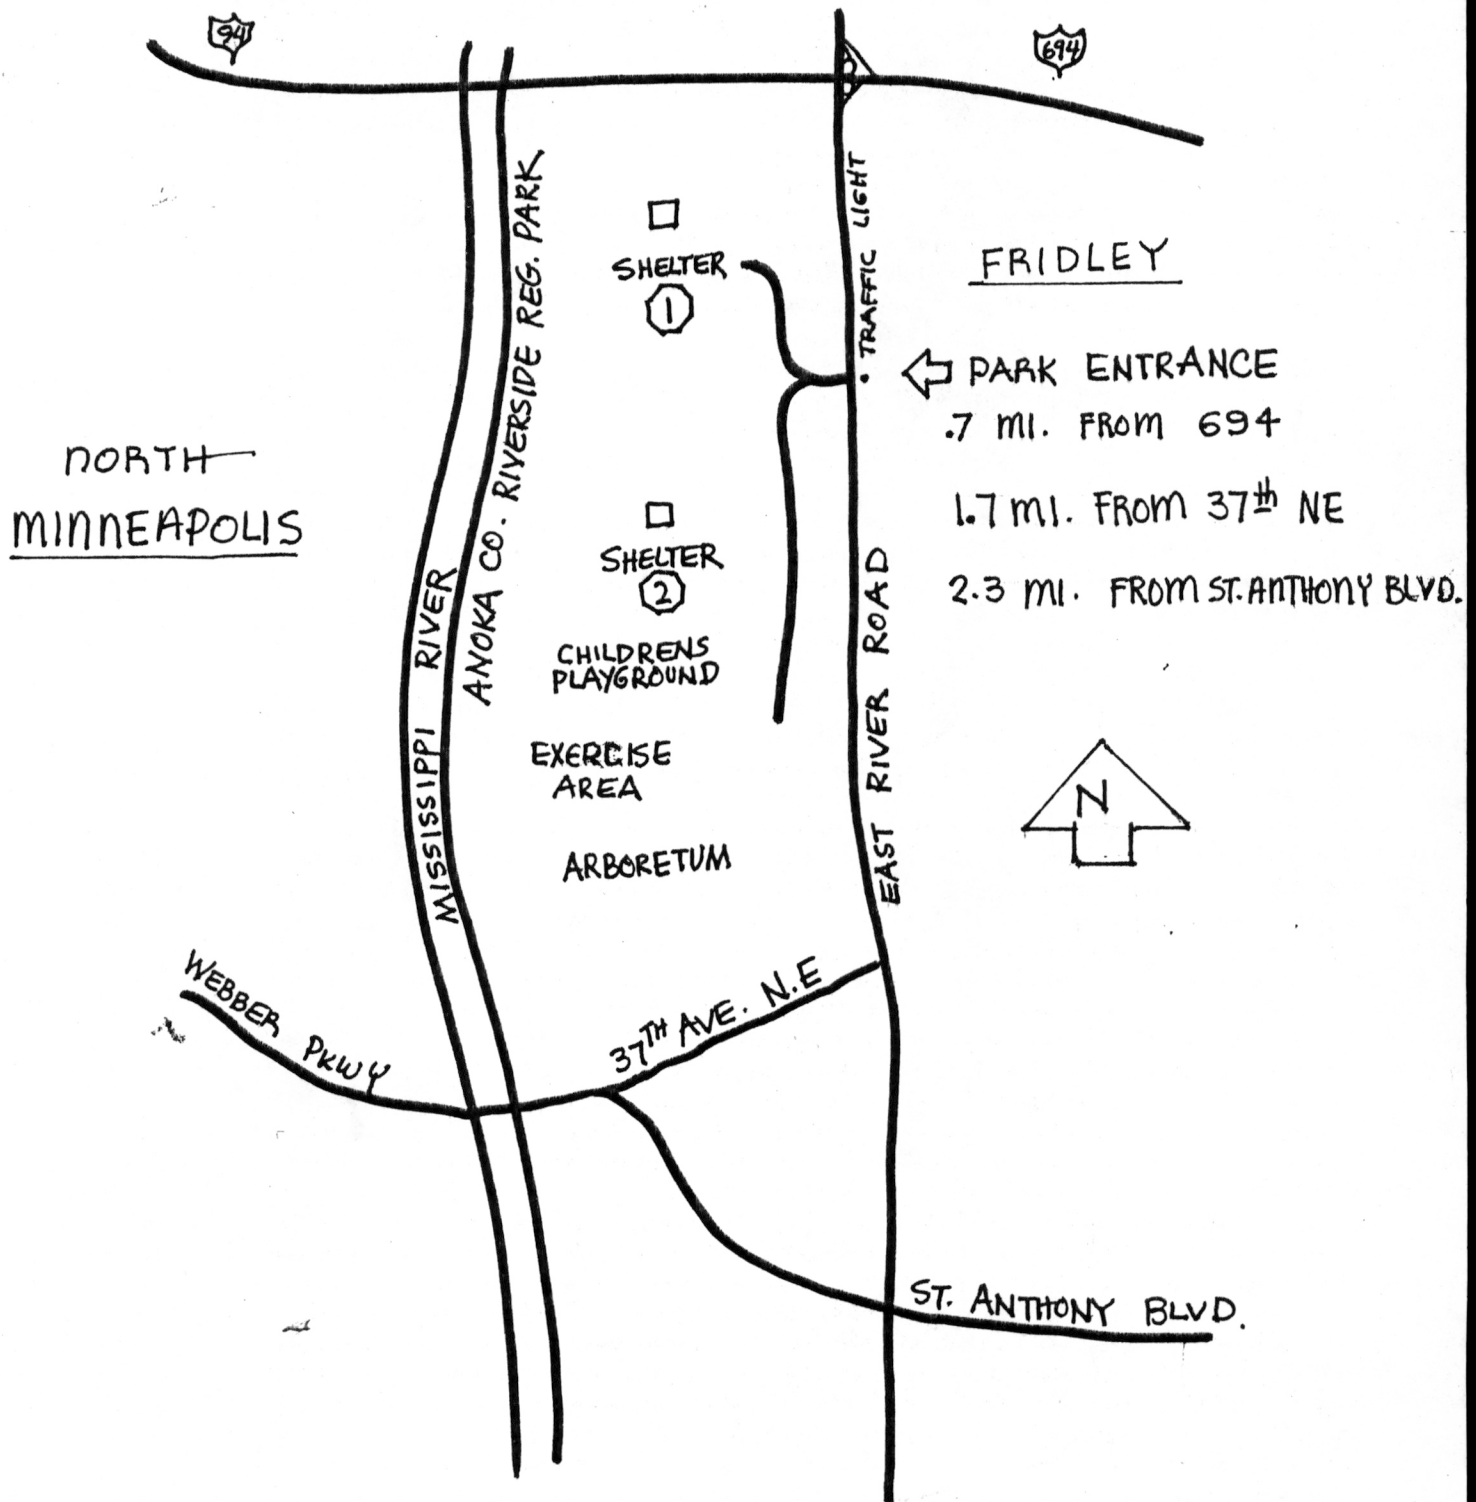 94
694
TRAFFIC LIGHT
ANOKA CO. RIVERSIDE REG. PARK
SHELTER
1
FRIDLEY
PARK ENTRANCE
.7 MI. FROM 694
1.7 MI. FROM 37th NE
2.3 MI. FROM ST. ANTHONY BLVD.
NORTH
MINNEAPOLIS
SHELTER
2
CHILDRENS
PLAYGROUND
EXERCISE
AREA
ARBORETUM
MISSISSIPPI RIVER
EAST RIVER ROAD
N
WEBBER PKWY
37TH AVE. N.E
ST. ANTHONY BLVD.